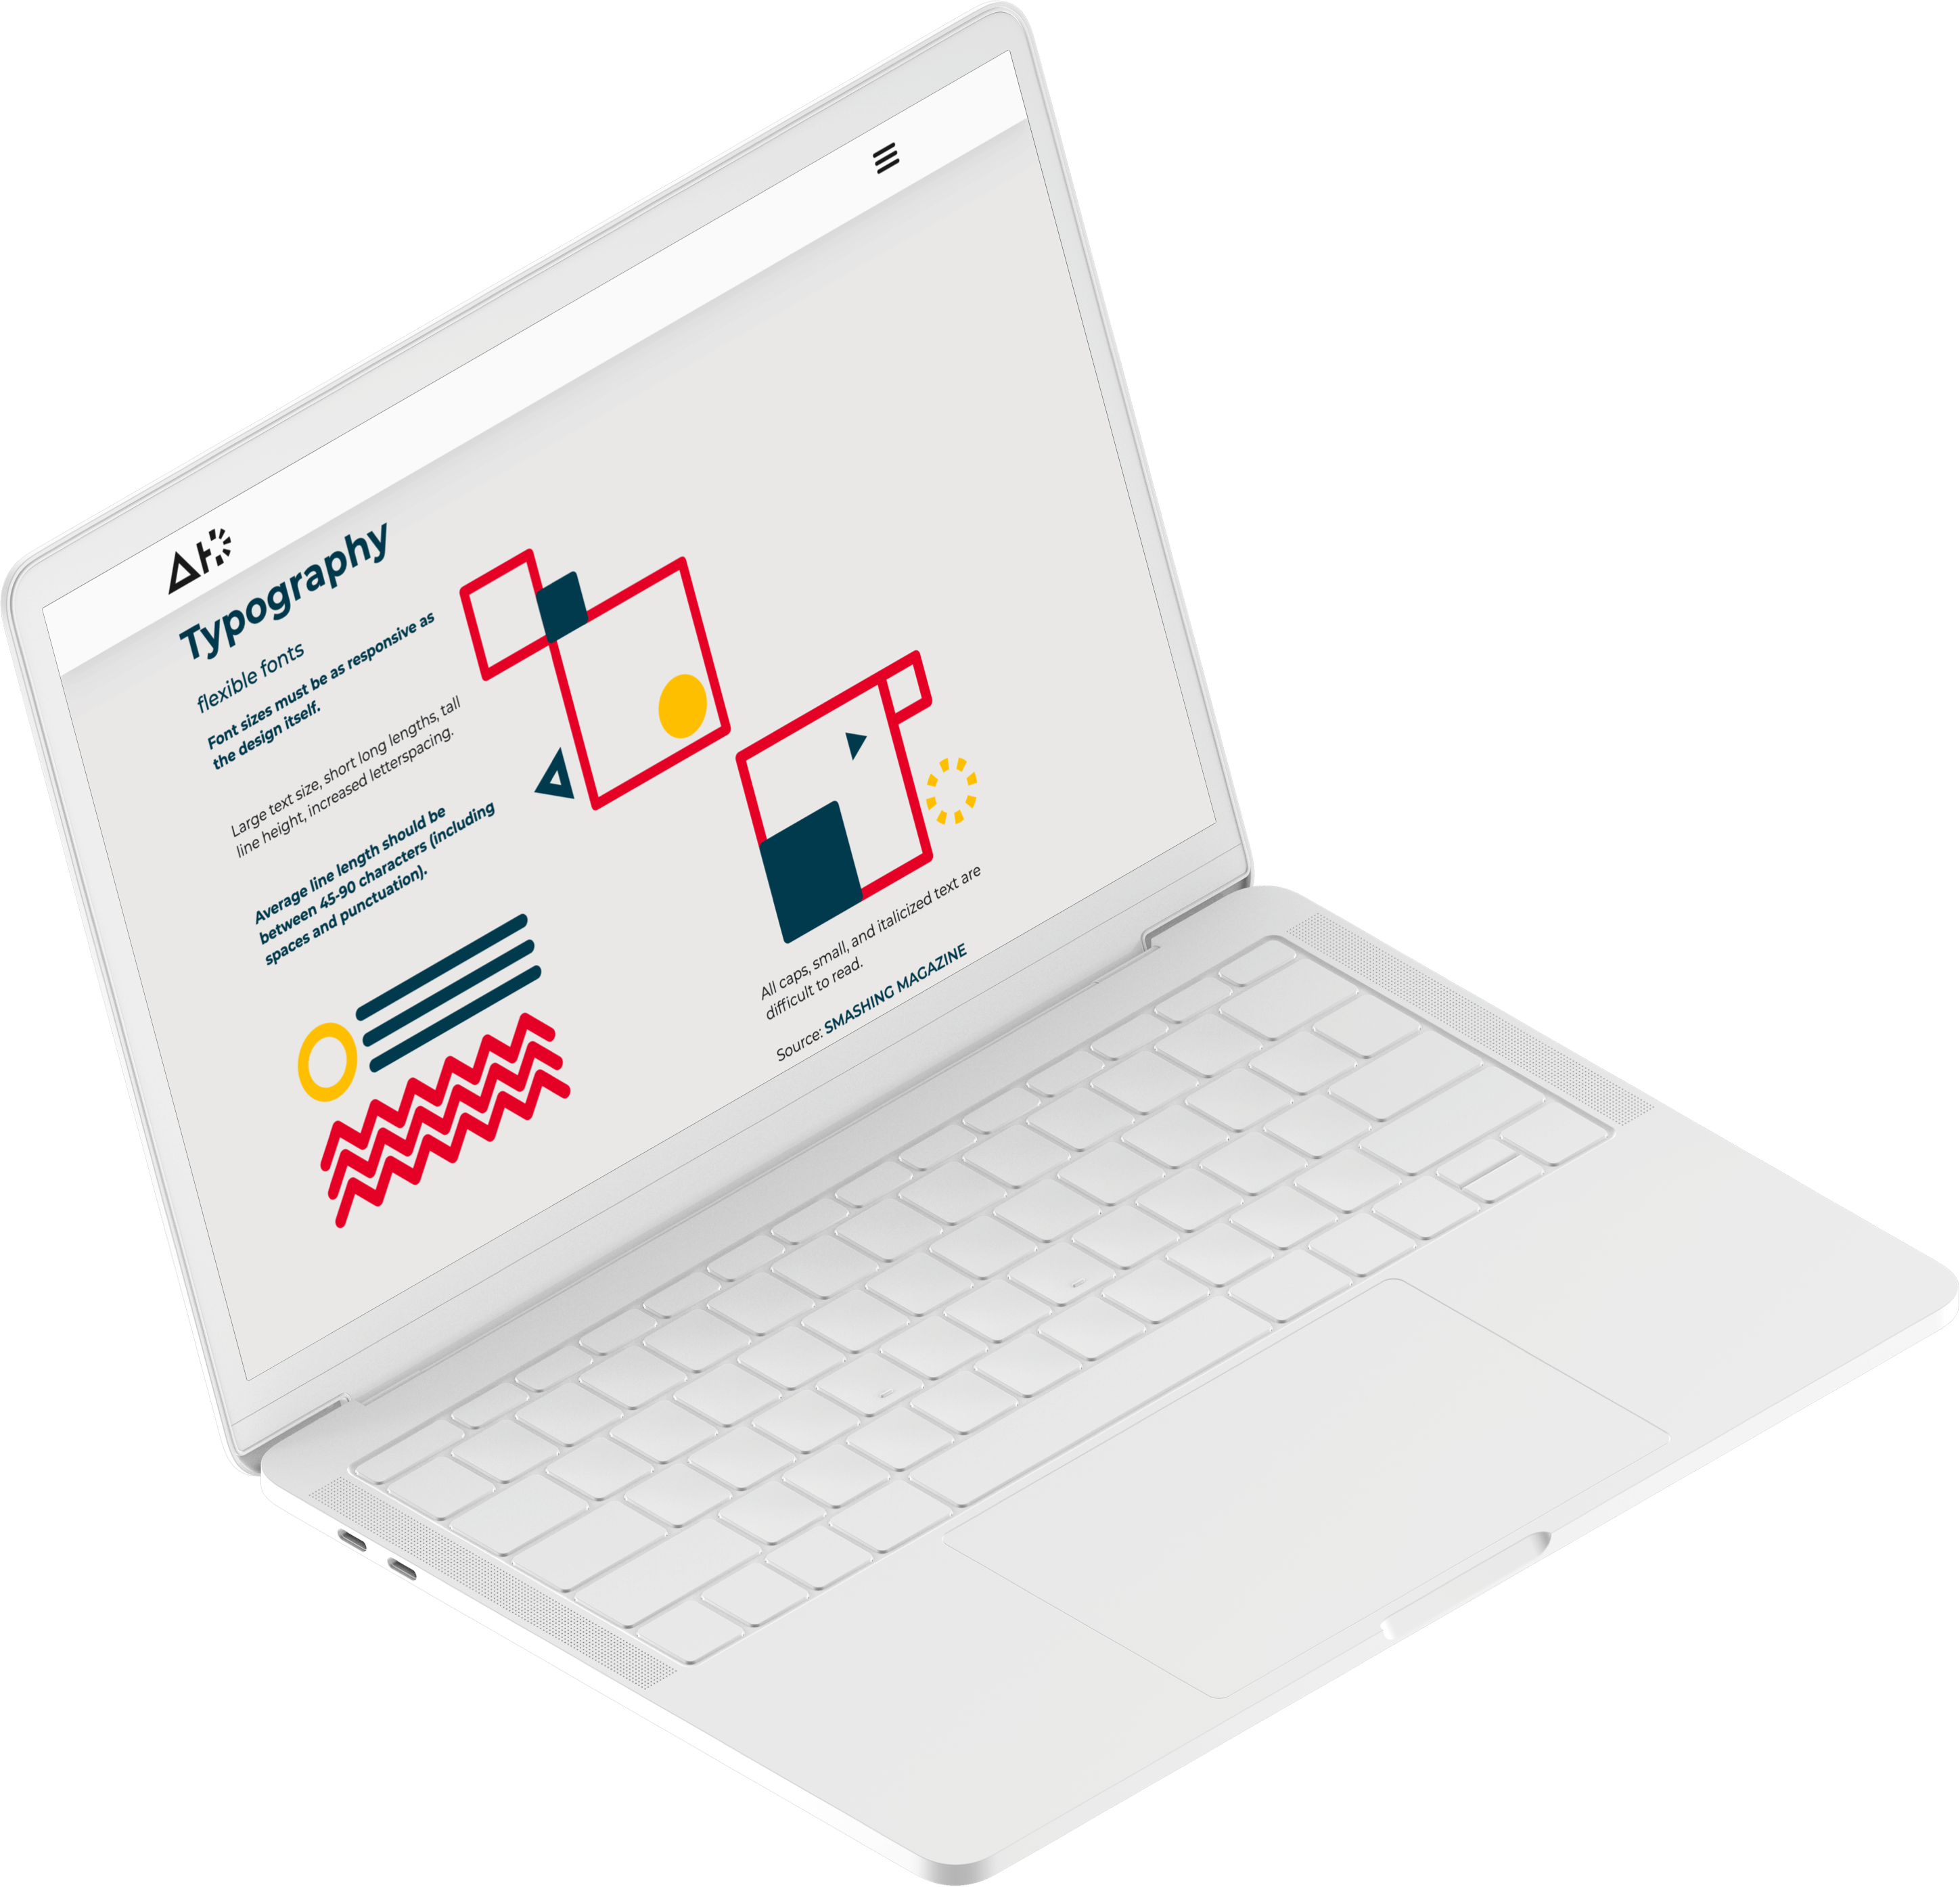 Typography
flexible fonts
Font sizes must be as responsive as
the design itself.
Large text size, short long lengths, tall
line height, increased letterspacing.
Average line length should be
between 45-90 characters (including
spaces and punctuation).
All caps, small, and italicized text are
difficult to read.
Source: SMASHING MAGAZINE